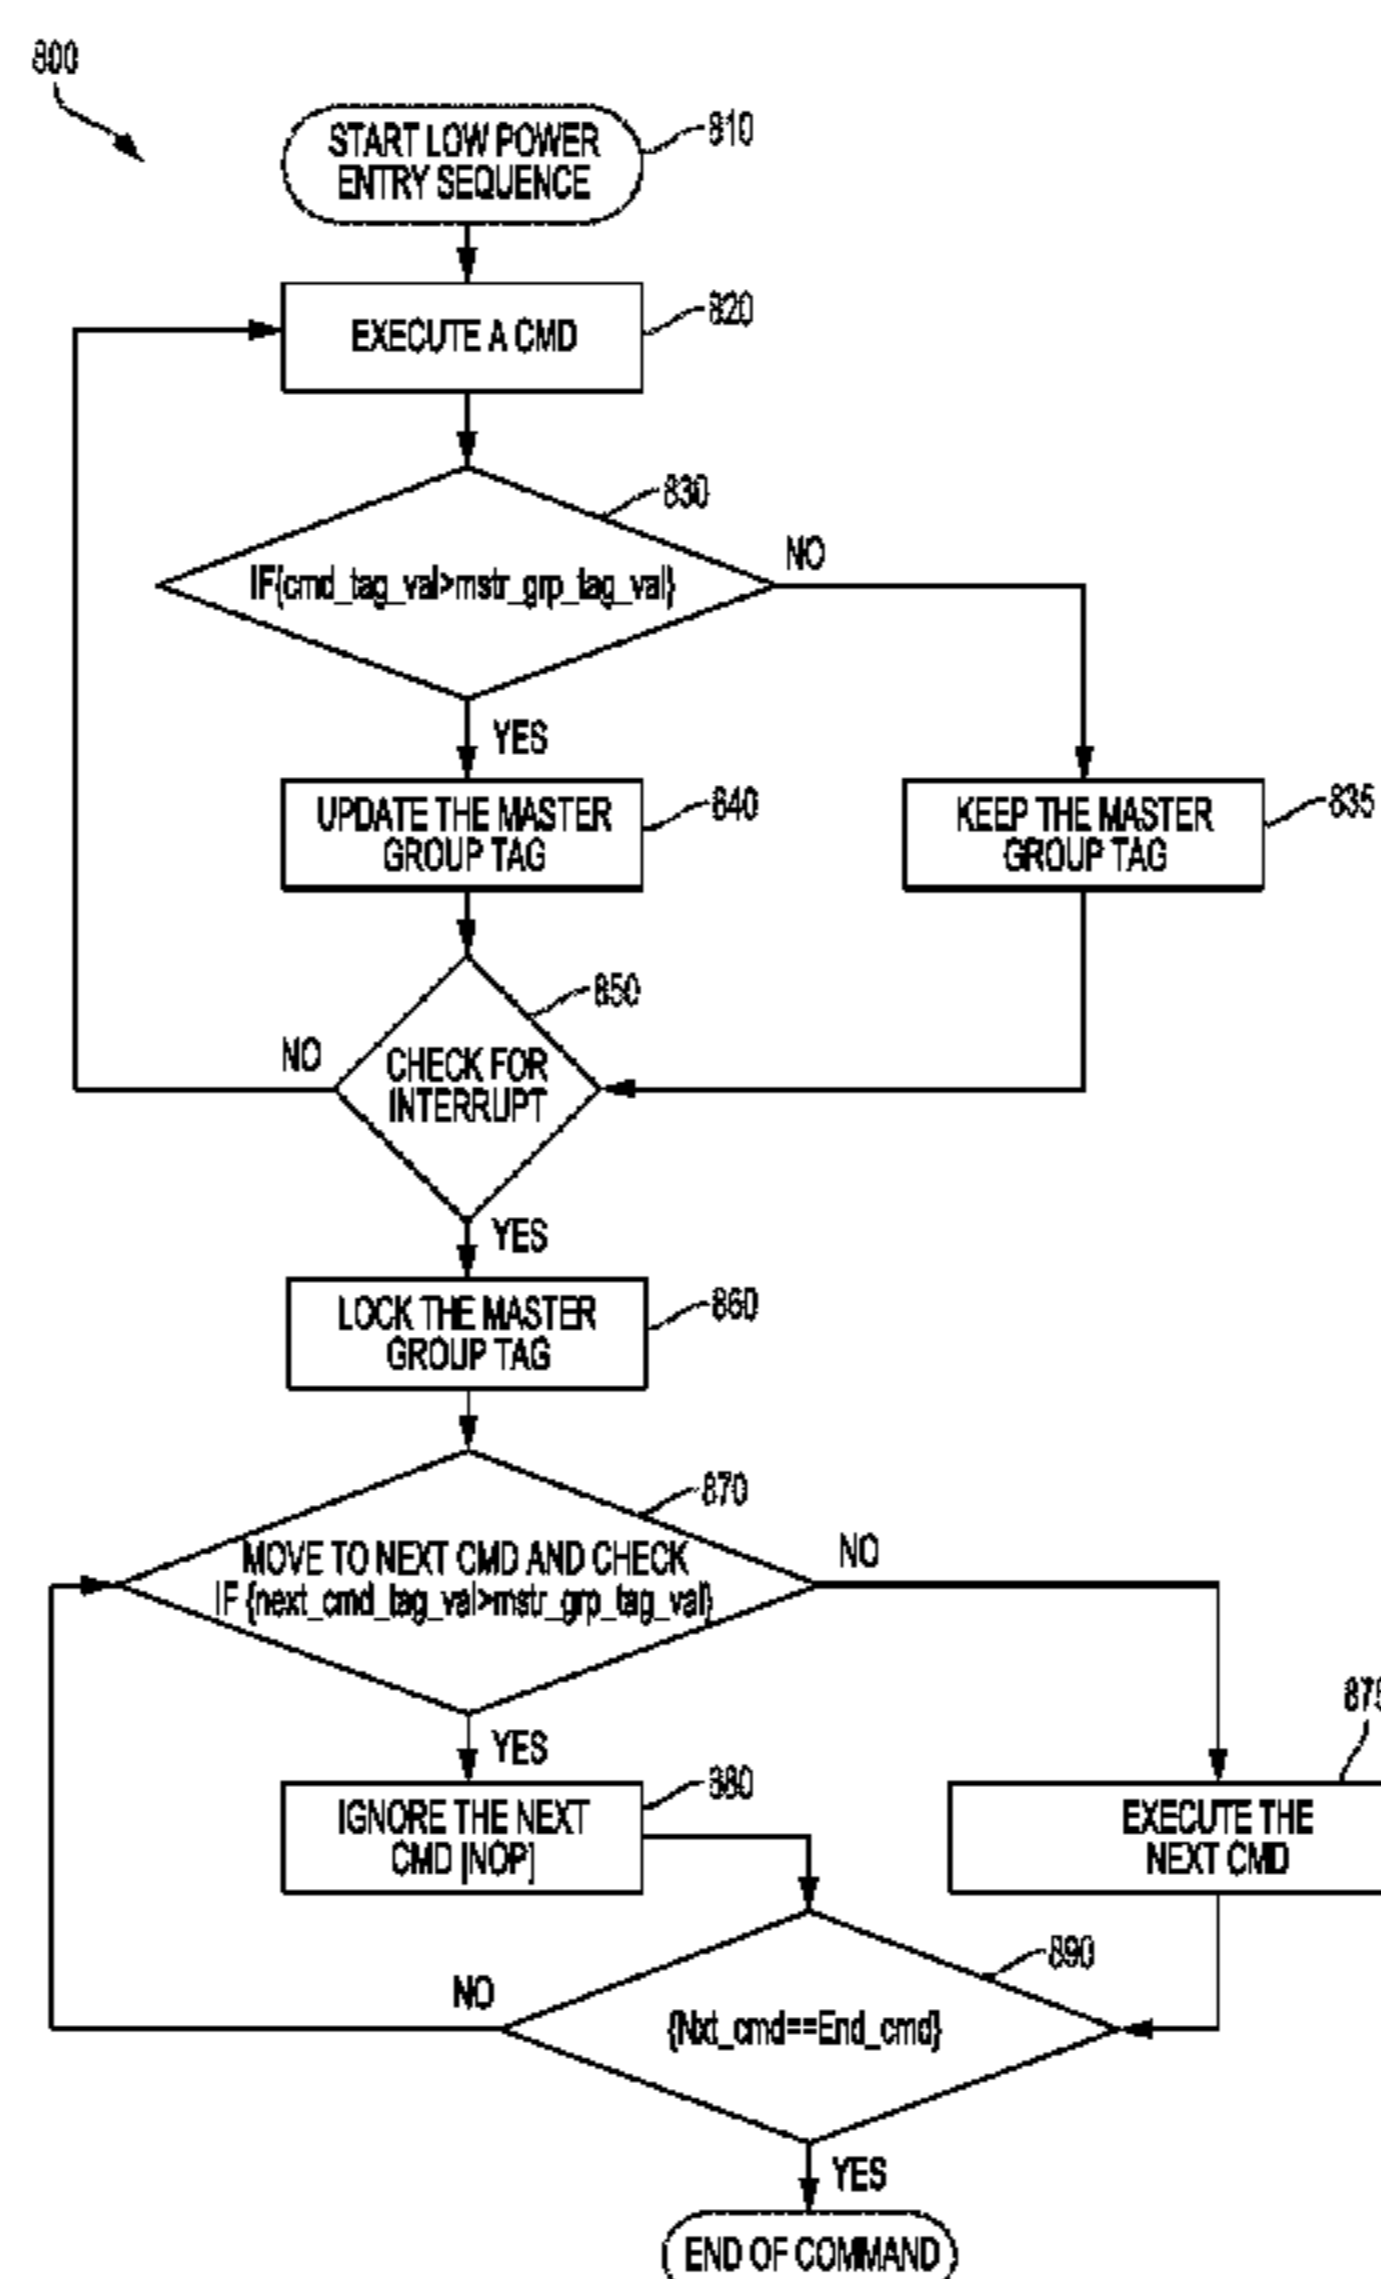 800
START LOW POWER
ENTRY SEQUENCE
810
EXECUTE A CMD
820
830
IF{cmd_tag_val>mstr_grp_tag_val}
NO
YES
UPDATE THE MASTER
GROUP TAG
840
KEEP THE MASTER
GROUP TAG
835
850
CHECK FOR
INTERRUPT
NO
YES
LOCK THE MASTER
GROUP TAG
860
870
MOVE TO NEXT CMD AND CHECK
IF {next_cmd_tag_val>mstr_grp_tag_val}
NO
YES
875
IGNORE THE NEXT
CMD [NOP]
880
EXECUTE THE
NEXT CMD
890
{Nxt_cmd==End_cmd}
NO
YES
END OF COMMAND